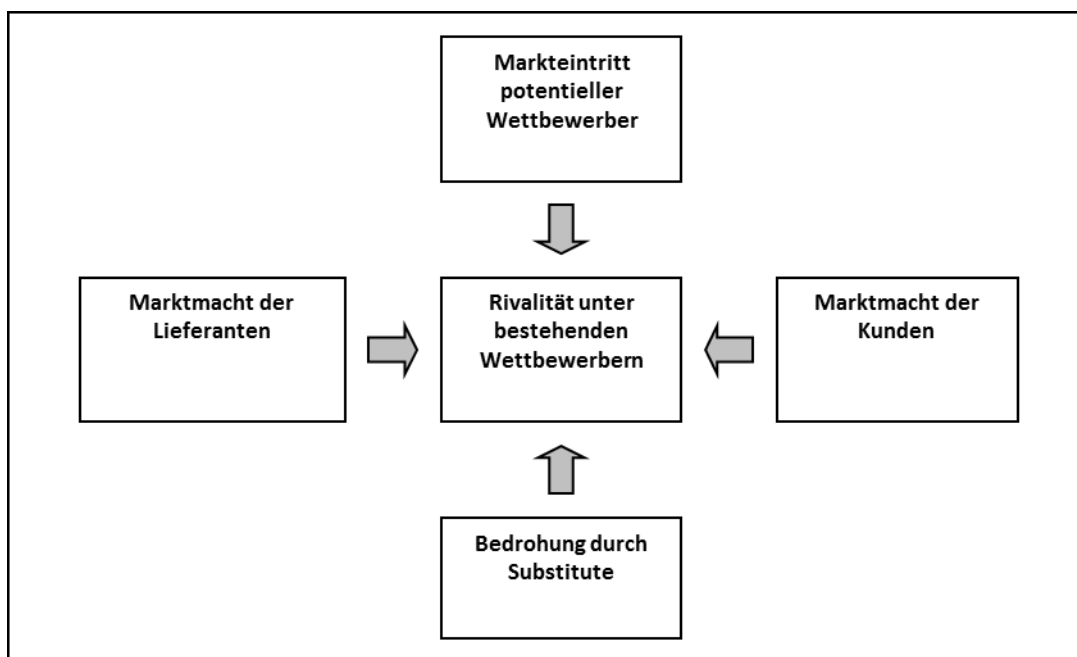 Markteintritt
potentieller
Wettbewerber
Marktmacht der
Lieferanten
Rivalität unter
bestehenden
Wettbewerbern
Marktmacht der
Kunden
Bedrohung durch
Substitute